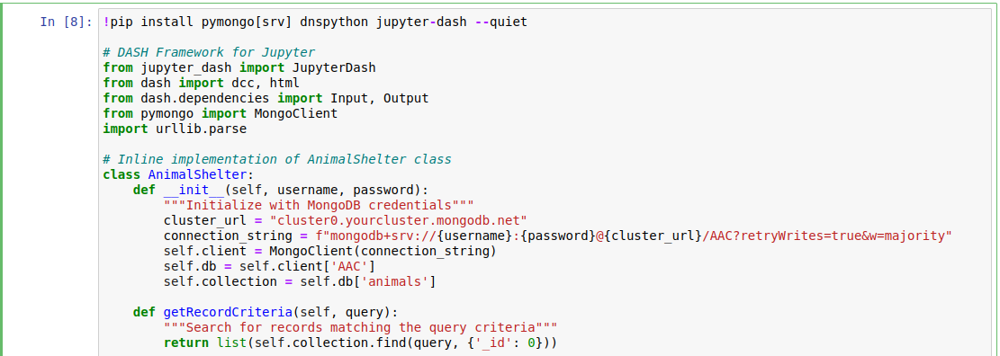 In [8]: !pip install pymongo[srv] dnspython jupyter-dash --quiet
# DASH Framework for Jupyter
from jupyter_dash import JupyterDash
from dash import dcc, html
from dash.dependencies import Input, Output
from pymongo import MongoClient
import urllib.parse
# Inline implementation of AnimalShelter class
class AnimalShelter:
    def __init__(self, username, password):
        """Initialize with MongoDB credentials"""
        cluster_url = "cluster0.yourcluster.mongodb.net"
        connection_string = f"mongodb+srv://{username}:{password}@{cluster_url}/AAC?retryWrites=true&w=majority"
        self.client = MongoClient(connection_string)
        self.db = self.client['AAC']
        self.collection = self.db['animals']
    def getRecordCriteria(self, query):
        """Search for records matching the query criteria"""
        return list(self.collection.find(query, {'_id': 0}))